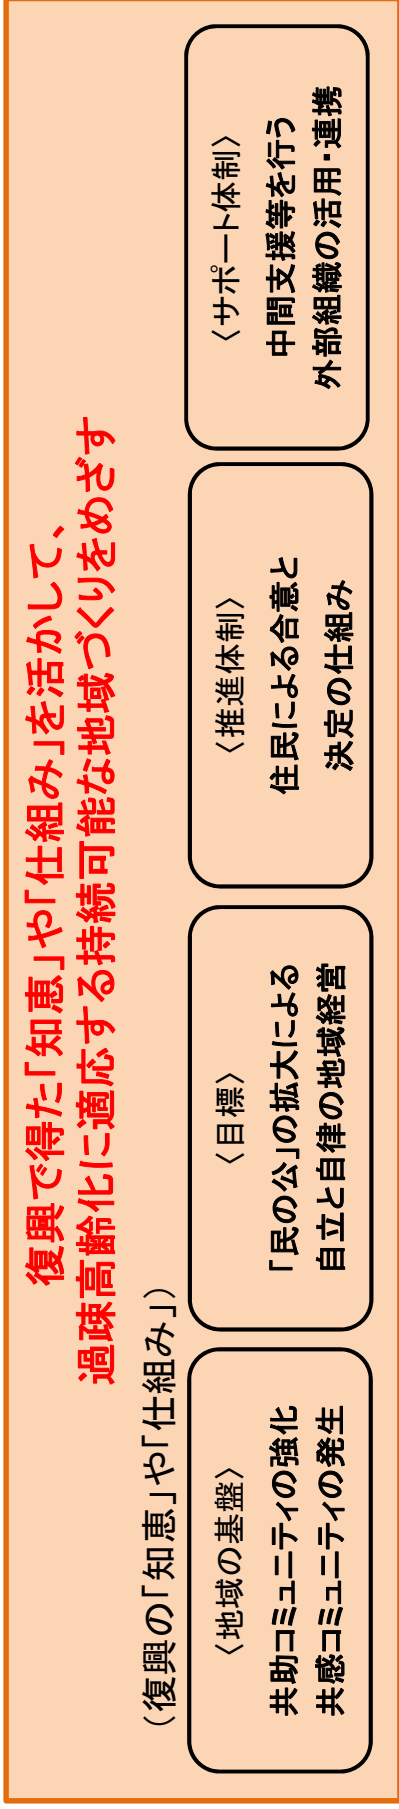 復興で得た「知恵」や「仕組み」を活かして、
過疎高齢化に適応する持続可能な地域づくりをめざす
（復興の「知恵」や「仕組み」）
〈地域の基盤〉
共助コミュニティの強化
共感コミュニティの発生
〈目標〉
「民の公」の拡大による
自立と自律の地域経営
〈推進体制〉
住民による合意と
決定の仕組み
〈サポート体制〉
中間支援等を行う
外部組織の活用・連携